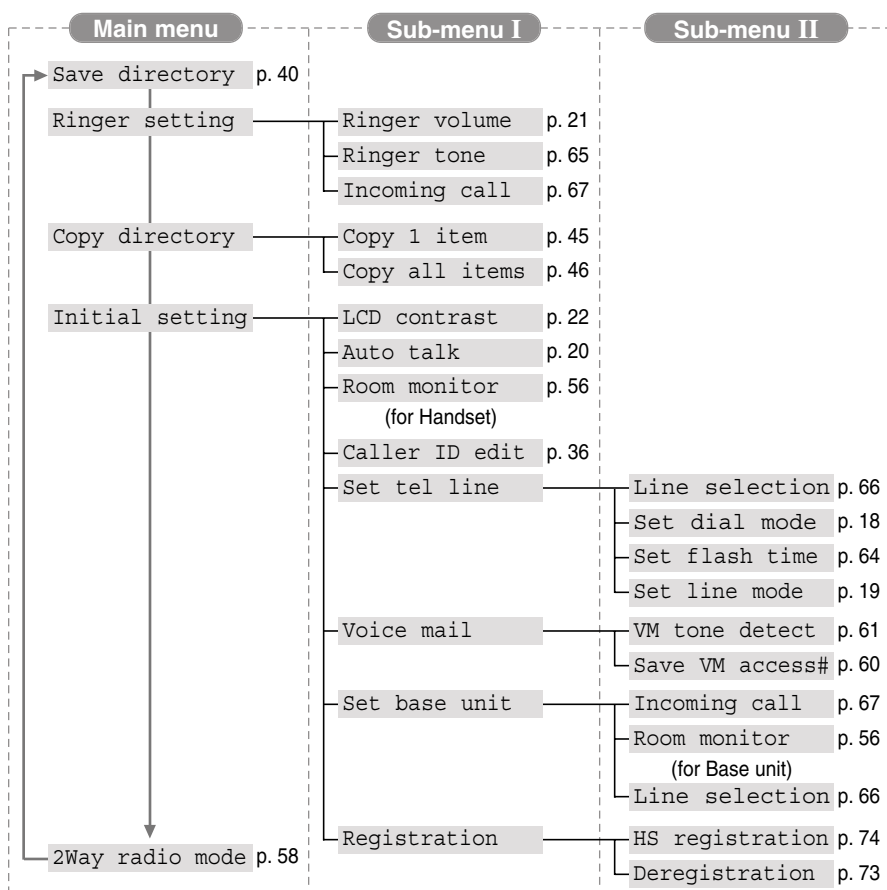 Main menu Sub-menu I Sub-menu II
Save directory p. 40
Ringer setting Ringer volume p. 21
Ringer tone p. 65
Incoming call p. 67
Copy directory Copy 1 item p. 45
Copy all items p. 46
Initial setting LCD contrast p. 22
Auto talk p. 20
Room monitor p. 56
(for Handset)
Caller ID edit p. 36
Set tel line Line selection p. 66
Set dial mode p. 18
Set flash time p. 64
Set line mode p. 19
Voice mail VM tone detect p. 61
Save VM access# p. 60
Set base unit Incoming call p. 67
Room monitor p. 56
(for Base unit)
Line selection p. 66
Registration HS registration p. 74
2Way radio mode p. 58
Deregistration p. 73